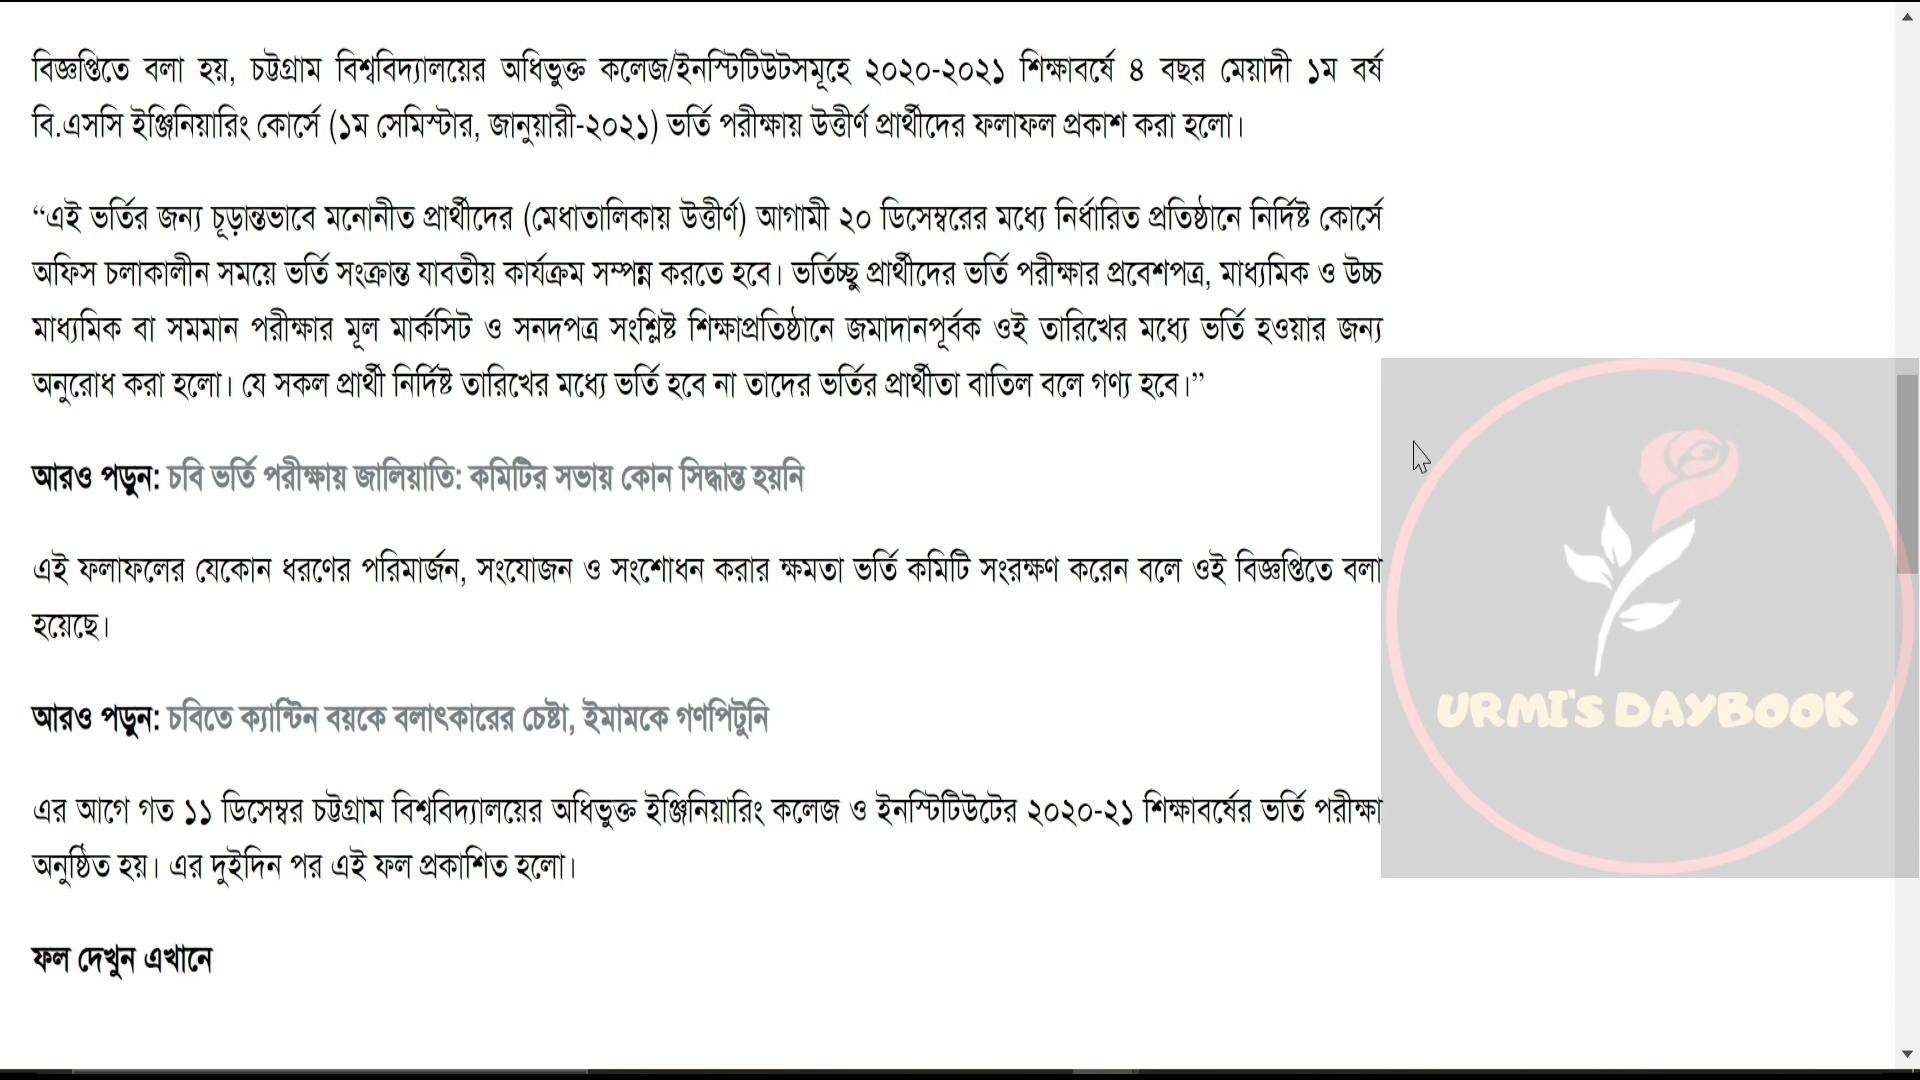 বিজ্ঞপ্তিতে বলা হয়, চট্টগ্রাম বিশ্ববিদ্যালয়ের অধিভুক্ত কলেজ/ইনস্টিটিউটসমূহে ২০২০-২০২১ শিক্ষাবর্ষে ৪ বছর মেয়াদী ১ম বর্ষ
বি.এসসি ইঞ্জিনিয়ারিং কোর্সে (১ম সেমিস্টার, জানুয়ারী-২০২১) ভর্তি পরীক্ষায় উত্তীর্ণ প্রার্থীদের ফলাফল প্রকাশ করা হলো।
“এই ভর্তির জন্য চূড়ান্তভাবে মনোনীত প্রার্থীদের (মেধাতালিকায় উত্তীর্ণ) আগামী ২০ ডিসেম্বরের মধ্যে নির্ধারিত প্রতিষ্ঠানে নির্দিষ্ট কোর্সে
অফিস চলাকালীন সময়ে ভর্তি সংক্রান্ত যাবতীয় কার্যক্রম সম্পন্ন করতে হবে। ভর্তিচ্ছু প্রার্থীদের ভর্তি পরীক্ষার প্রবেশপত্র, মাধ্যমিক ও উচ্চ
মাধ্যমিক বা সমমান পরীক্ষার মূল মার্কসিট ও সনদপত্র সংশ্লিষ্ট শিক্ষাপ্রতিষ্ঠানে জমাদানপূর্বক ওই তারিখের মধ্যে ভর্তি হওয়ার জন্য
অনুরোধ করা হলো। যে সকল প্রার্থী নির্দিষ্ট তারিখের মধ্যে ভর্তি হবে না তাদের ভর্তির প্রার্থীতা বাতিল বলে গণ্য হবে।”
আরও পড়ুন: চবি ভর্তি পরীক্ষায় জালিয়াতি: কমিটির সভায় কোন সিদ্ধান্ত হয়নি
এই ফলাফলের যেকোন ধরণের পরিমার্জন, সংযোজন ও সংশোধন করার ক্ষমতা ভর্তি কমিটি সংরক্ষণ করেন বলে ওই বিজ্ঞপ্তিতে বলা
হয়েছে।
আরও পড়ুন: চবিতে ক্যান্টিন বয়কে বলাৎকারের চেষ্টা, ইমামকে গণপিটুনি
এর আগে গত ১১ ডিসেম্বর চট্টগ্রাম বিশ্ববিদ্যালয়ের অধিভুক্ত ইঞ্জিনিয়ারিং কলেজ ও ইনস্টিটিউটের ২০২০-২১ শিক্ষাবর্ষের ভর্তি পরীক্ষা
অনুষ্ঠিত হয়। এর দুইদিন পর এই ফল প্রকাশিত হলো।
ফল দেখুন এখানে
URMI'S DAYBOOK